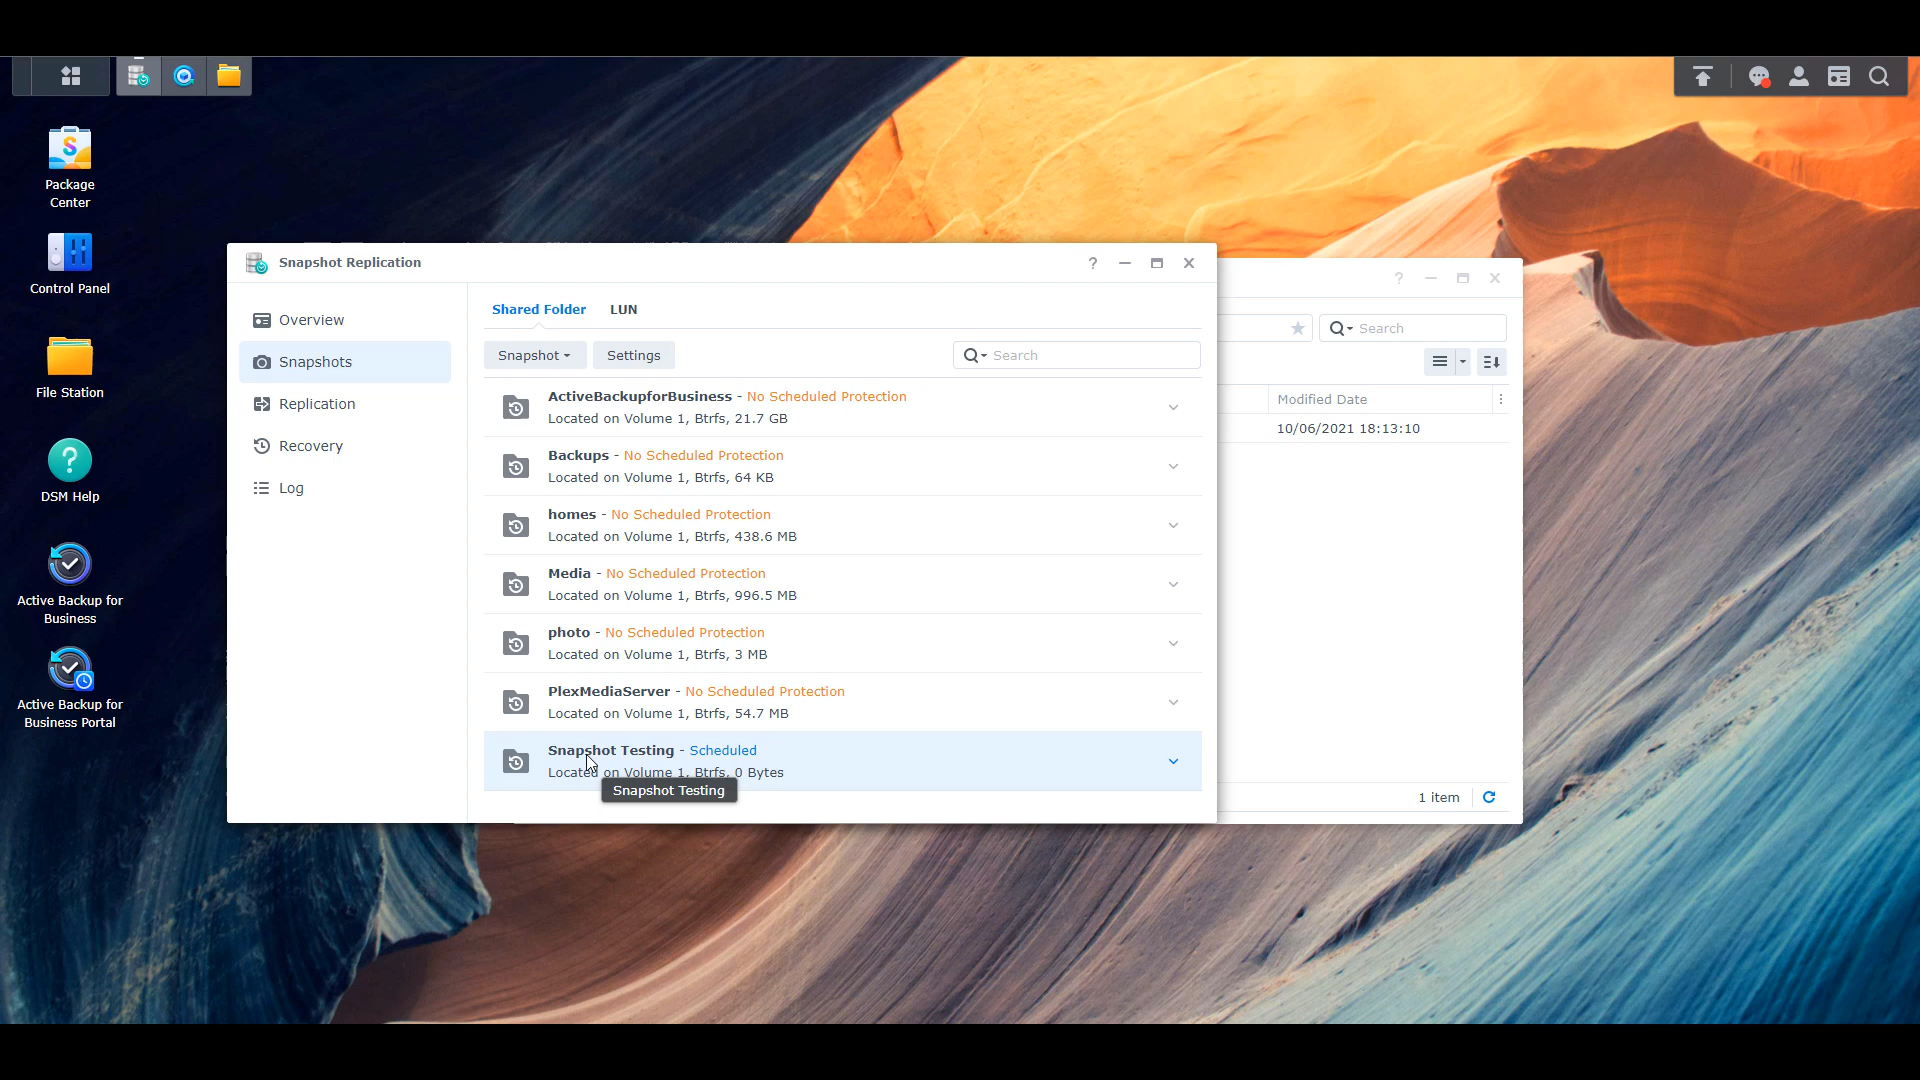 Package
Center
Control Panel
File Station
DSM Help
Active Backup for
Business
Active Backup for
Business Portal
Snapshot Replication
Overview
Snapshots
Replication
Recovery
Log
Shared Folder
LUN
Snapshot
Settings
Search
ActiveBackupforBusiness - No Scheduled Protection
Located on Volume 1, Btrfs, 21.7 GB
Backups - No Scheduled Protection
Located on Volume 1, Btrfs, 64 KB
homes - No Scheduled Protection
Located on Volume 1, Btrfs, 438.6 MB
Media - No Scheduled Protection
Located on Volume 1, Btrfs, 996.5 MB
photo - No Scheduled Protection
Located on Volume 1, Btrfs, 3 MB
PlexMediaServer - No Scheduled Protection
Located on Volume 1, Btrfs, 54.7 MB
Snapshot Testing - Scheduled
Located on Volume 1, Btrfs, 0 Bytes
Snapshot Testing
Search
Modified Date
10/06/2021 18:13:10
1 item